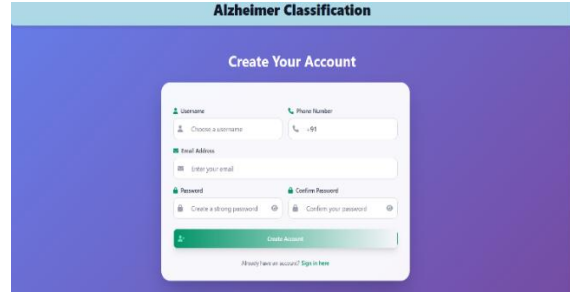 Alzheimer Classification
Create Your Account
Username Phone Number
Choose a username +91
Email Address
Enter your email
Password Confirm Password
Create a strong password Confirm your password
Create Account
Already have an account? Sign in here